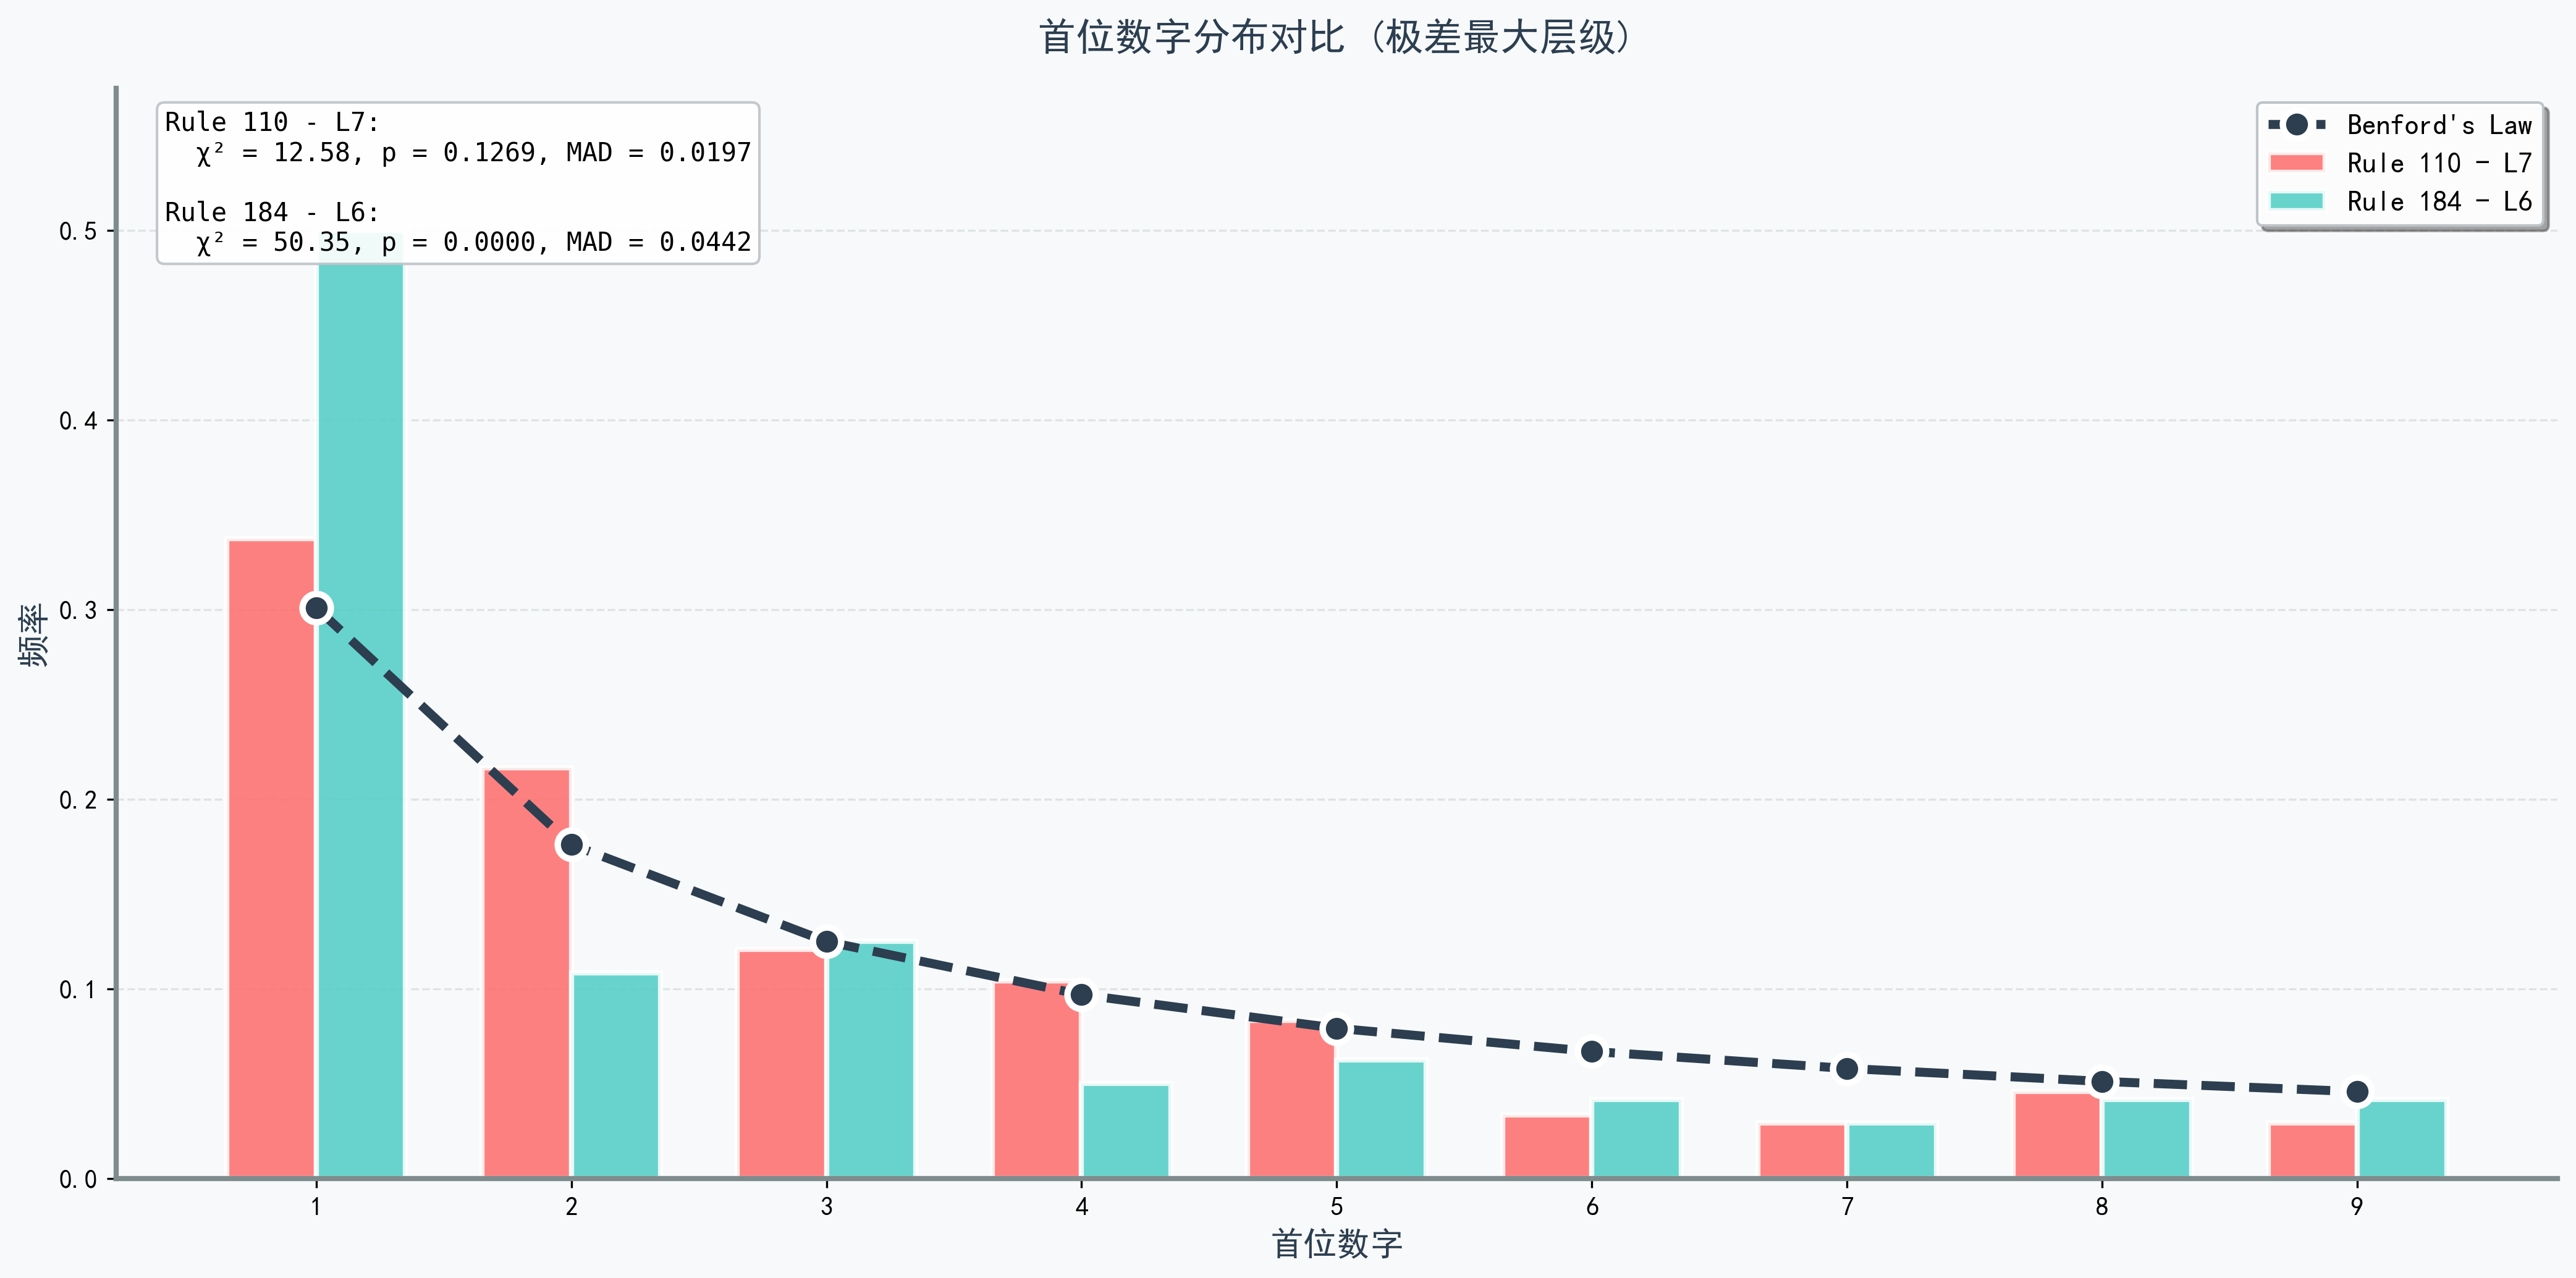 首位数字分布对比 (极差最大层级)
Rule 110 - L7:
χ² = 12.58, p = 0.1269, MAD = 0.0197
Rule 184 - L6:
χ² = 50.35, p = 0.0000, MAD = 0.0442
Benford's Law
Rule 110 - L7
Rule 184 - L6
频率
0.5
0.4
0.3
0.2
0.1
0.0
1 2 3 4 5 6 7 8 9
首位数字